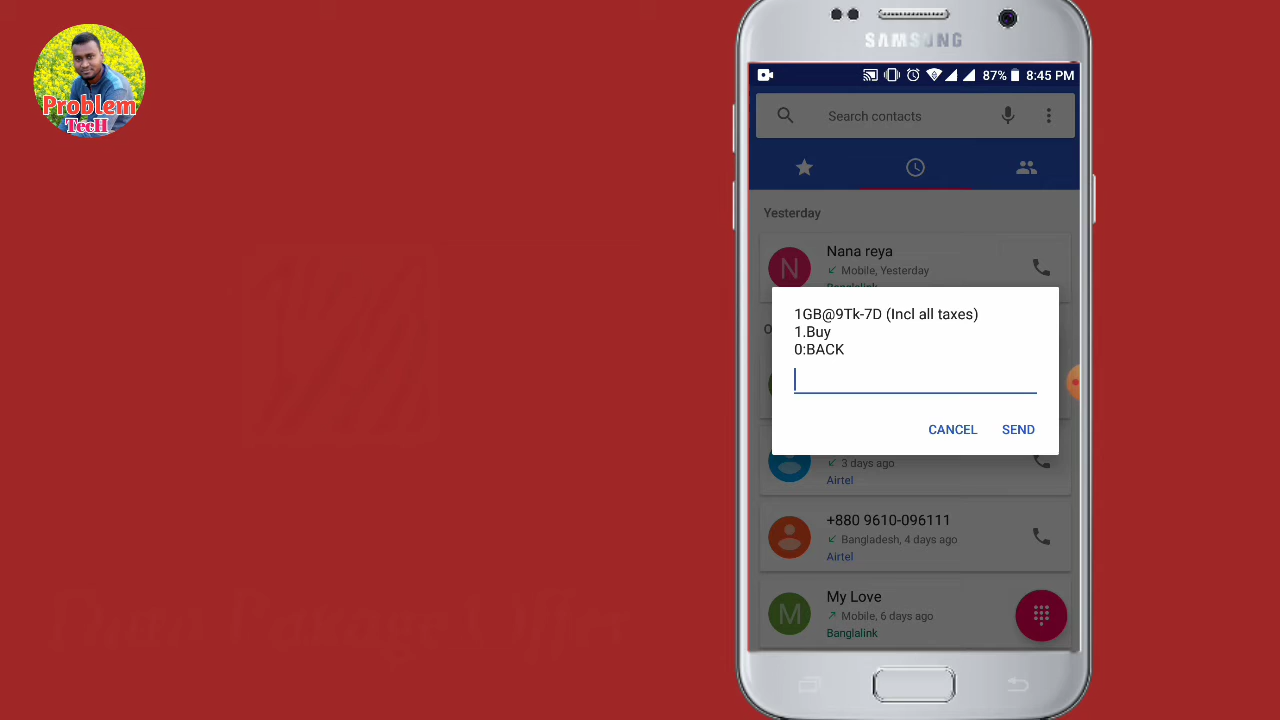 Problem
TecH
SAMSUNG
87% 8:45 PM
Search contacts
Yesterday
Nana reya
Mobile, Yesterday
Banglalink
1GB@9Tk-7D (Incl all taxes)
1.Buy
0:BACK
CANCEL SEND
3 days ago
Airtel
+880 9610-096111
Bangladesh, 4 days ago
Airtel
My Love
Mobile, 6 days ago
Banglalink
Offer